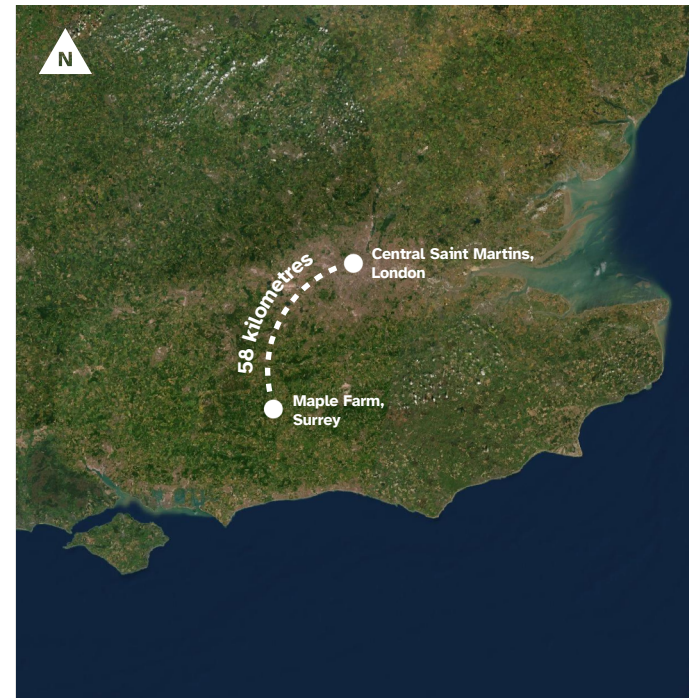 N
Central Saint Martins,
London
58 kilometres
Maple Farm,
Surrey